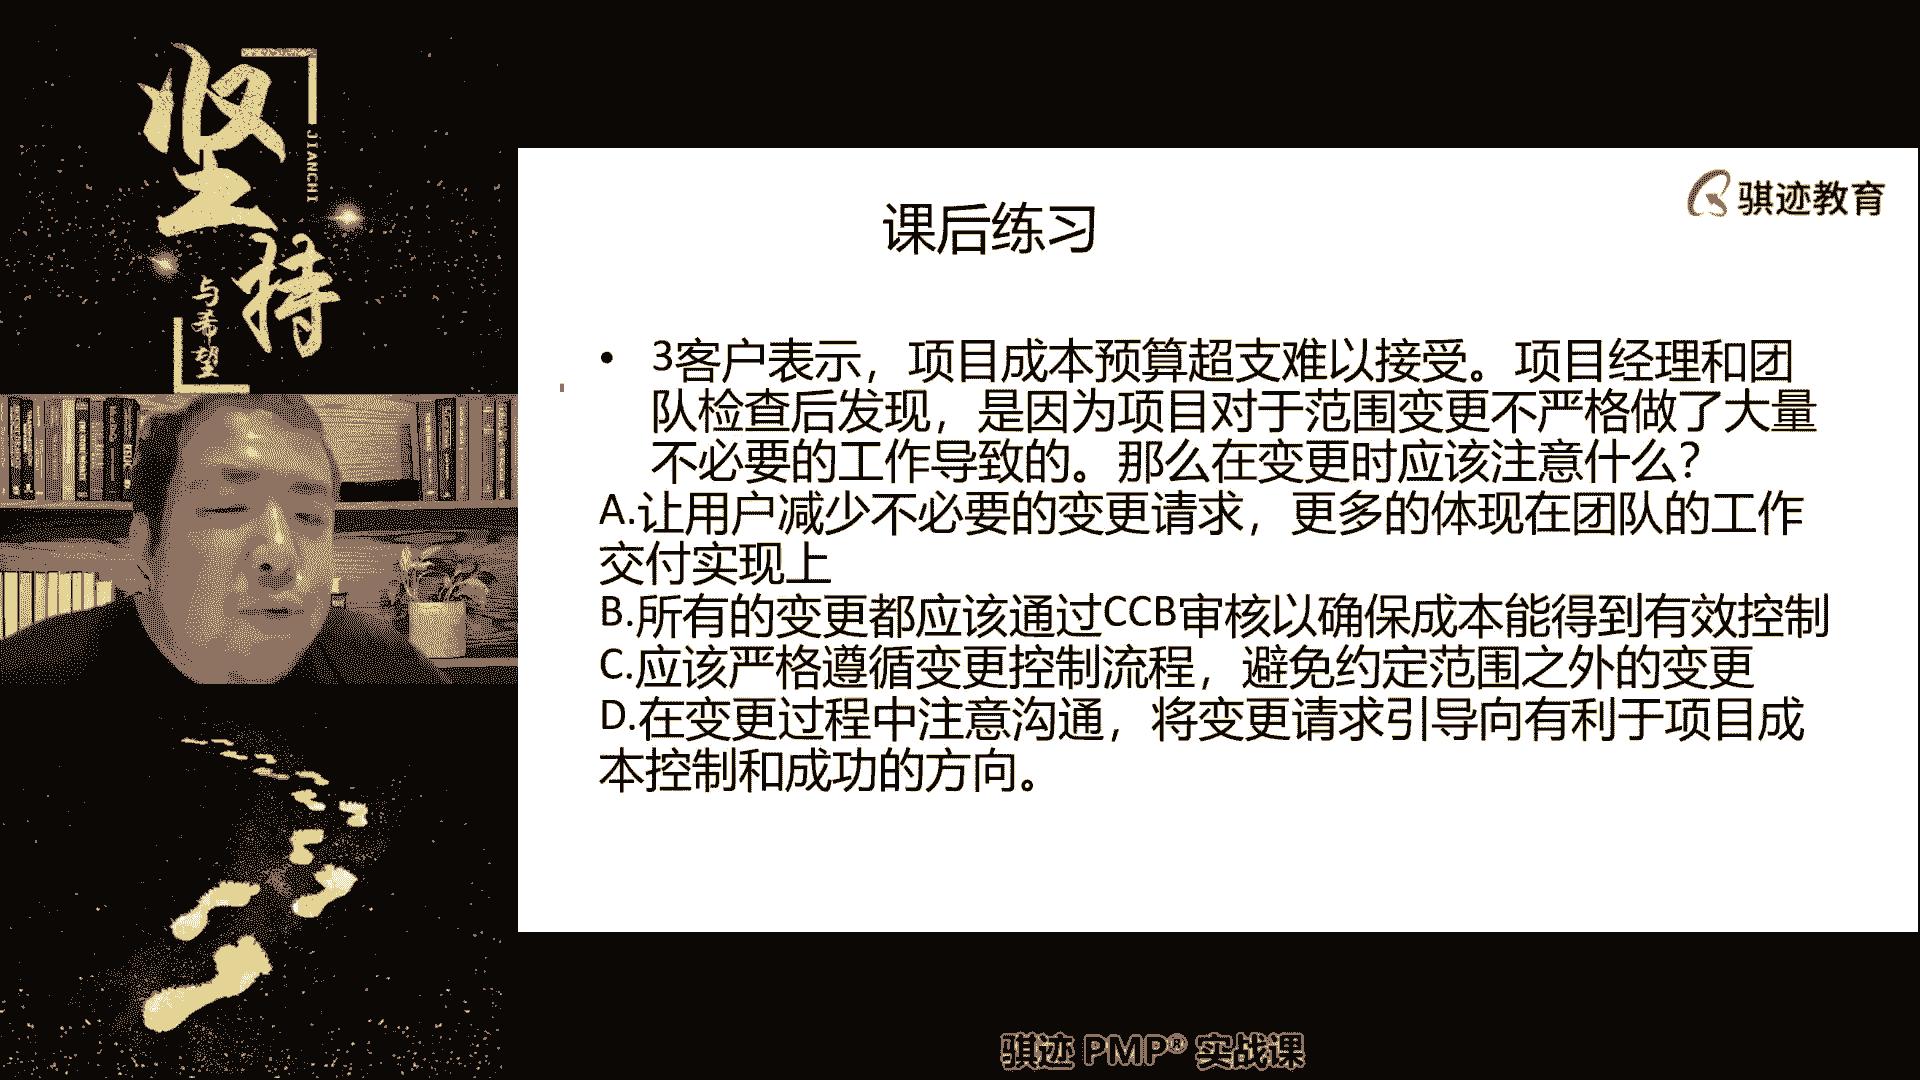 坚持
JIANCHI
与希望
骐迹教育
课后练习
• 3客户表示，项目成本预算超支难以接受。项目经理和团
队检查后发现，是因为项目对于范围变更不严格做了大量
不必要的工作导致的。那么在变更时应该注意什么？
A.让用户减少不必要的变更请求，更多的体现在团队的工作
交付实现上
B.所有的变更都应该通过CCB审核以确保成本能得到有效控制
C.应该严格遵循变更控制流程，避免约定范围之外的变更
D.在变更过程中注意沟通，将变更请求引导向有利于项目成
本控制和成功的方向。
骐迹 PMP® 实战课